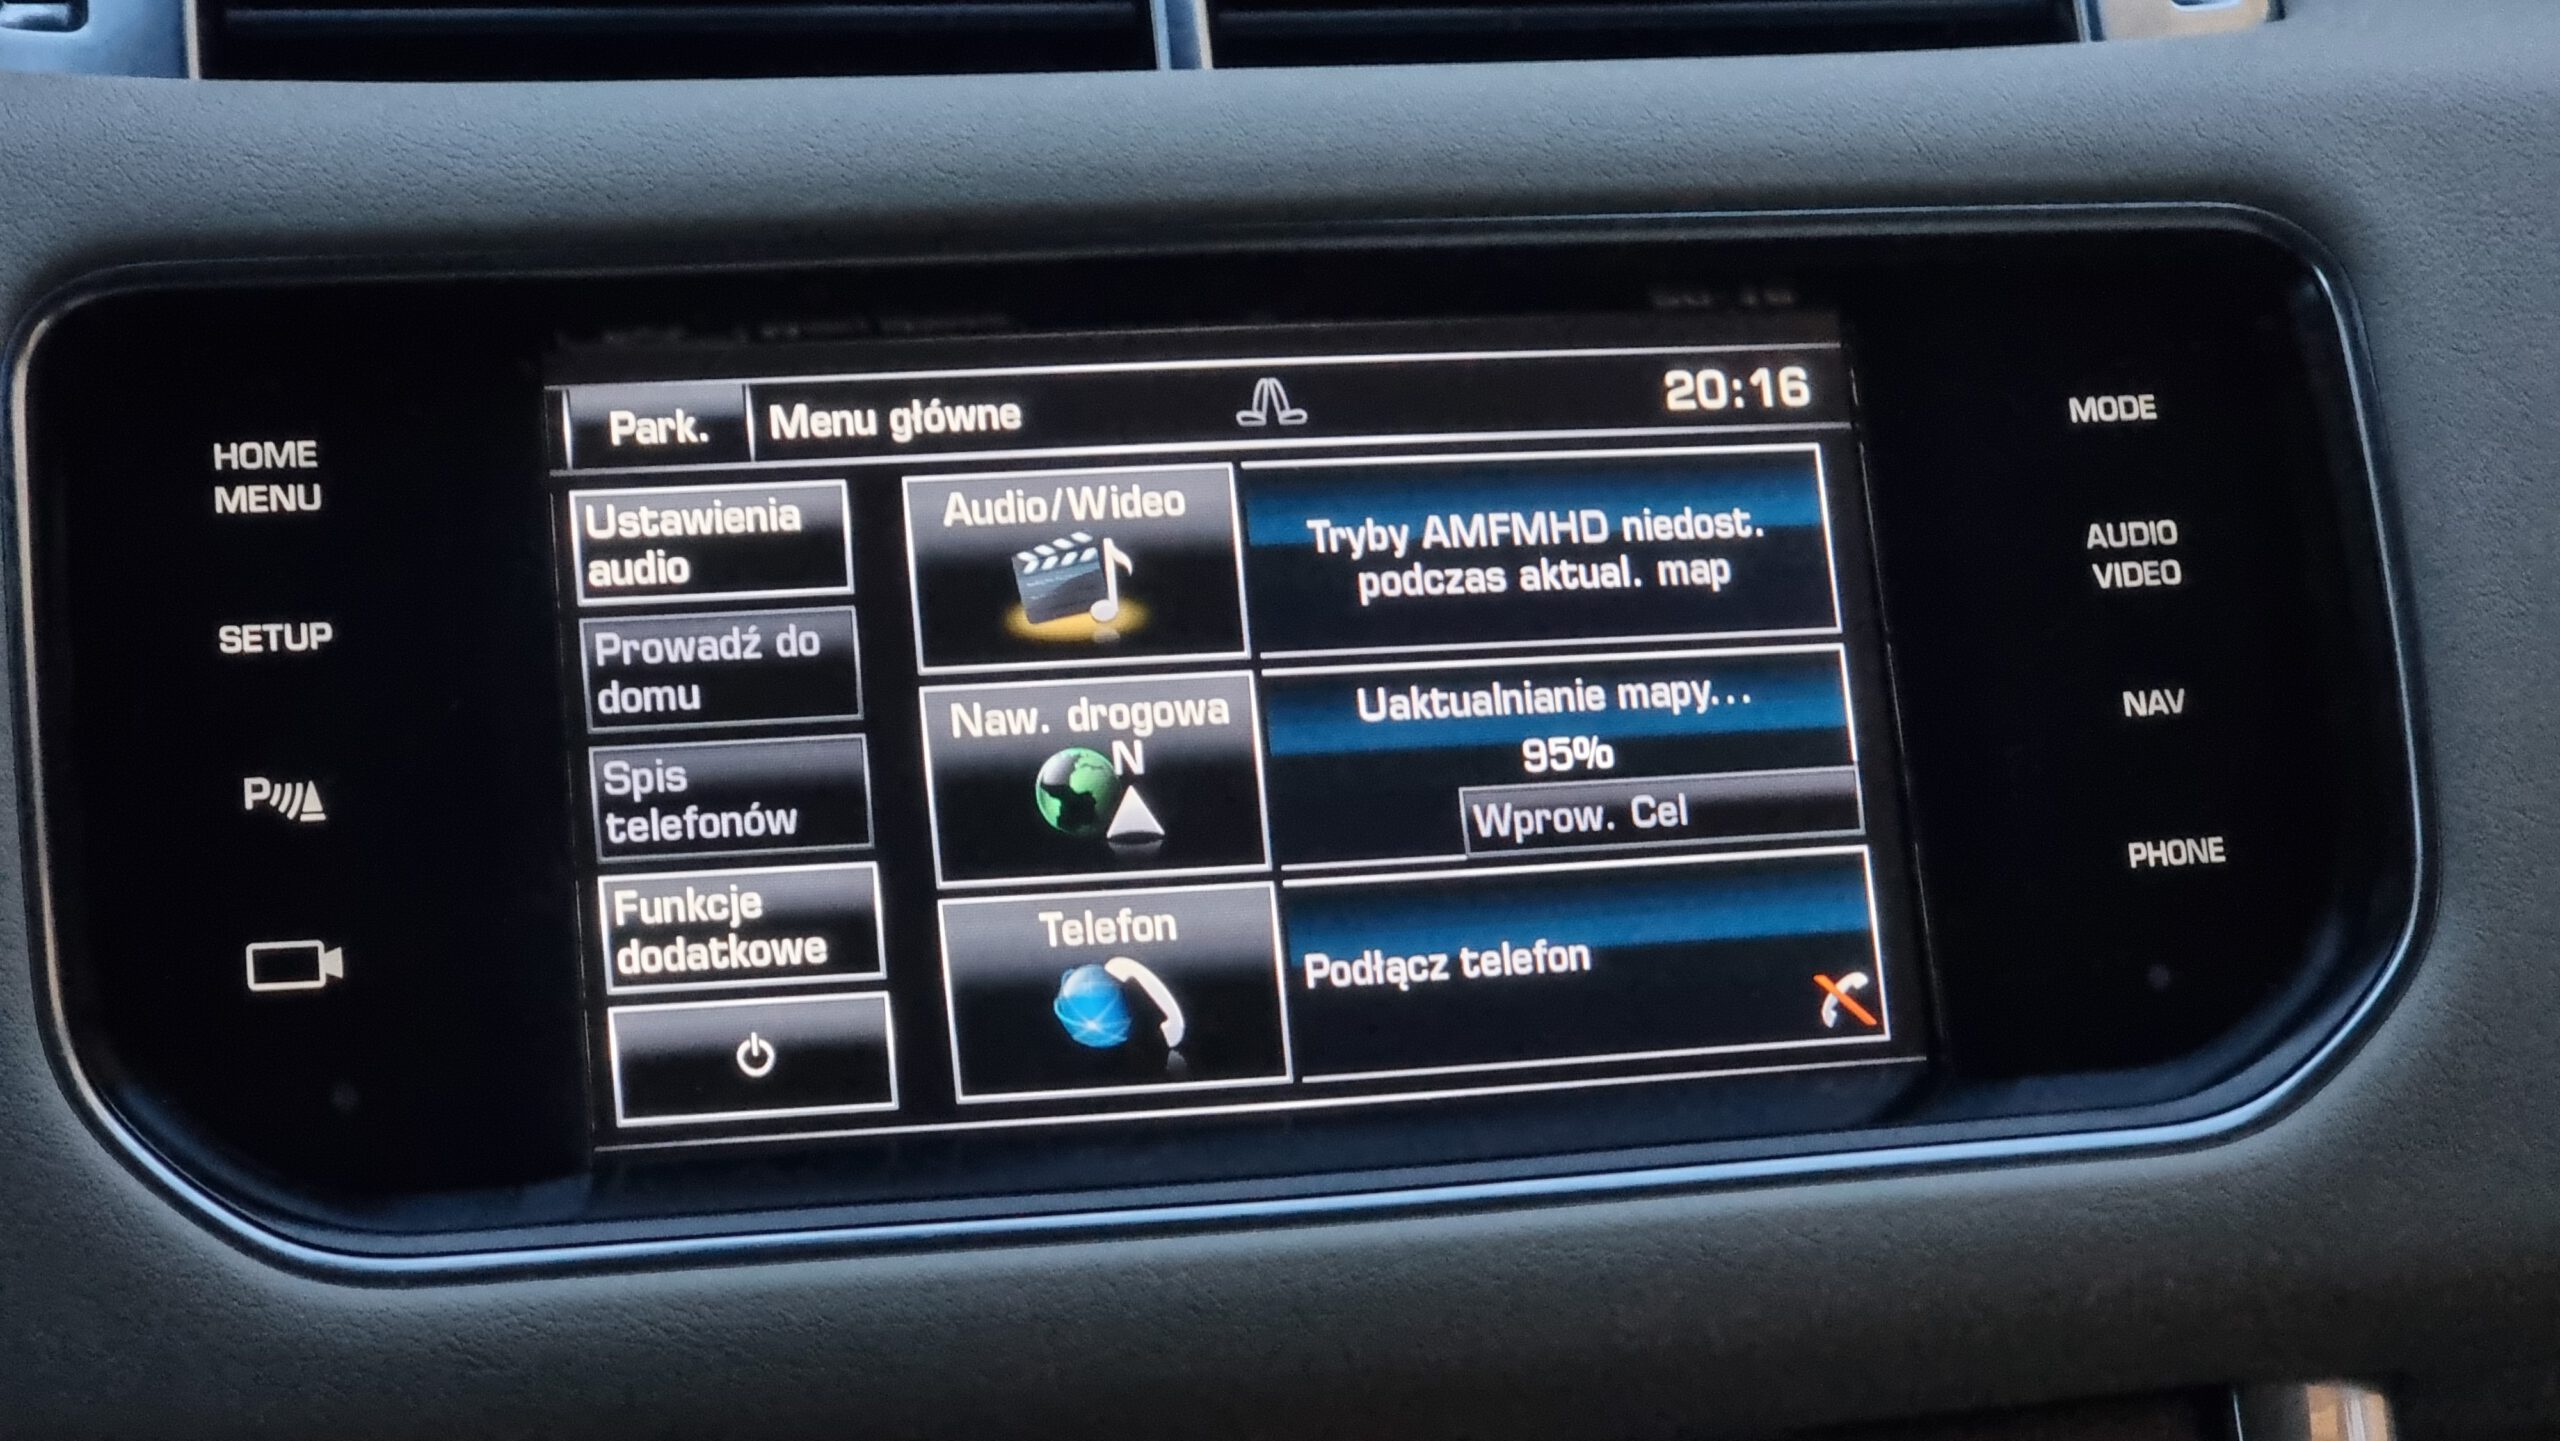 HOME
MENU
SETUP
P
Park.
Menu główne
20:16
Ustawienia
audio
Prowadź do
domu
Spis
telefonów
Funkcje
dodatkowe
Audio/Wideo
Tryby AMFMHD niedost.
podczas aktual. map
Naw. drogowa
N
Uaktualnianie mapy...
95%
Wprow. Cel
Telefon
Podłącz telefon
MODE
AUDIO
VIDEO
NAV
PHONE